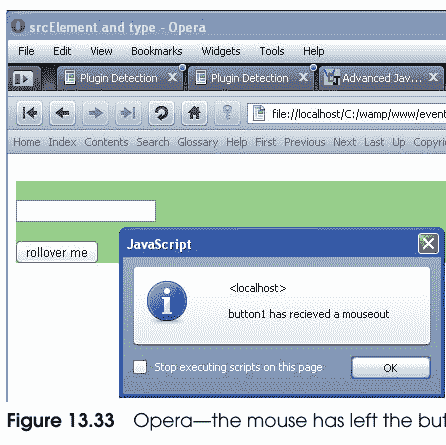 srcElement and type - Opera
File Edit View Bookmarks Widgets Tools Help
Plugin Detection Plugin Detection Advanced Jav...
file://localhost/C:/wamp/www/event
Home Index Contents Search Glossary Help First Previous Next Last Up Copyri
rollover me
JavaScript
<localhost>
button1 has recieved a mouseout
Stop executing scripts on this page
OK
Figure 13.33 Opera—the mouse has left the but